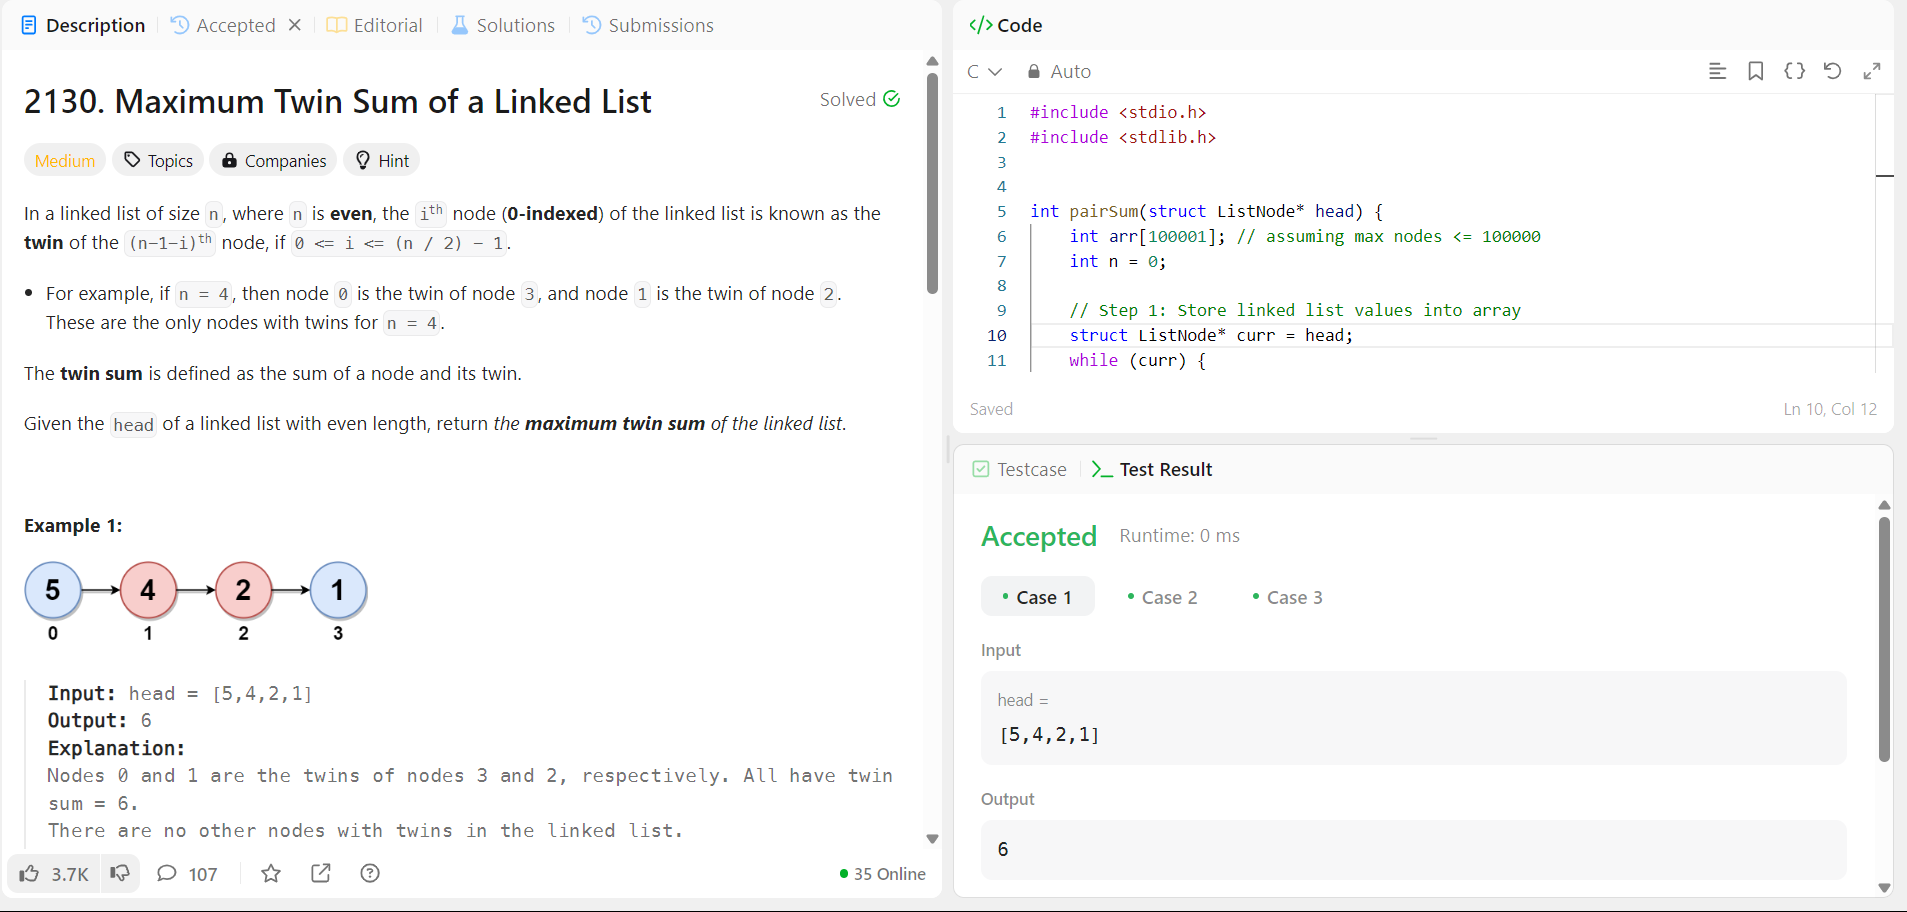 Description
Accepted
Editorial
Solutions
Submissions
2130. Maximum Twin Sum of a Linked List
Solved
Medium
Topics
Companies
Hint
In a linked list of size n, where n is even, the ith node (0-indexed) of the linked list is known as the
twin of the (n-1-i)th node, if 0 <= i <= (n / 2) - 1.
• For example, if n = 4, then node 0 is the twin of node 3, and node 1 is the twin of node 2.
These are the only nodes with twins for n = 4.
The twin sum is defined as the sum of a node and its twin.
Given the head of a linked list with even length, return the maximum twin sum of the linked list.
Example 1:
5 4 2 1
0 1 2 3
Input: head = [5,4,2,1]
Output: 6
Explanation:
Nodes 0 and 1 are the twins of nodes 3 and 2, respectively. All have twin
sum = 6.
There are no other nodes with twins in the linked list.
3.7K
107
35 Online
</> Code
C
Auto
1 #include <stdio.h>
2 #include <stdlib.h>
3
4
5 int pairSum(struct ListNode* head) {
6 int arr[100001]; // assuming max nodes <= 100000
7 int n = 0;
8
9 // Step 1: Store linked list values into array
10 struct ListNode* curr = head;
11 while (curr) {
Saved
Ln 10, Col 12
Testcase
Test Result
Accepted
Runtime: 0 ms
Case 1
Case 2
Case 3
Input
head =
[5,4,2,1]
Output
6